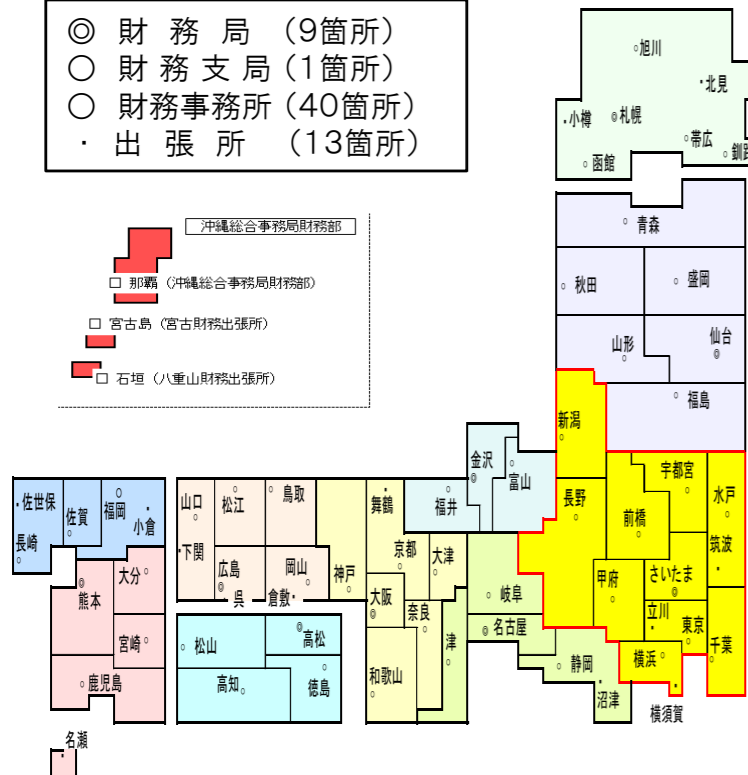 ◎ 財務局 (9箇所)
○ 財務支局 (1箇所)
○ 財務事務所 (40箇所)
· 出張所 (13箇所)
旭川
北見
小樽
札幌
帯広
釧路
函館
沖縄総合事務局財務部
那覇 (沖縄総合事務局財務部)
宮古島 (宮古財務出張所)
石垣 (八重山財務出張所)
青森
秋田
盛岡
山形
仙台
福島
新潟
金沢
富山
福井
宇都宮
水戸
長野
前橋
筑波
甲府
さいたま
立川
東京
千葉
横浜
横須賀
佐世保
長崎
佐賀
福岡
小倉
山口
松江
鳥取
下関
広島
呉
岡山
倉敷
神戸
舞鶴
京都
大津
大阪
奈良
和歌山
津
岐阜
名古屋
静岡
沼津
熊本
大分
宮崎
鹿児島
名瀬
松山
高松
高知
徳島